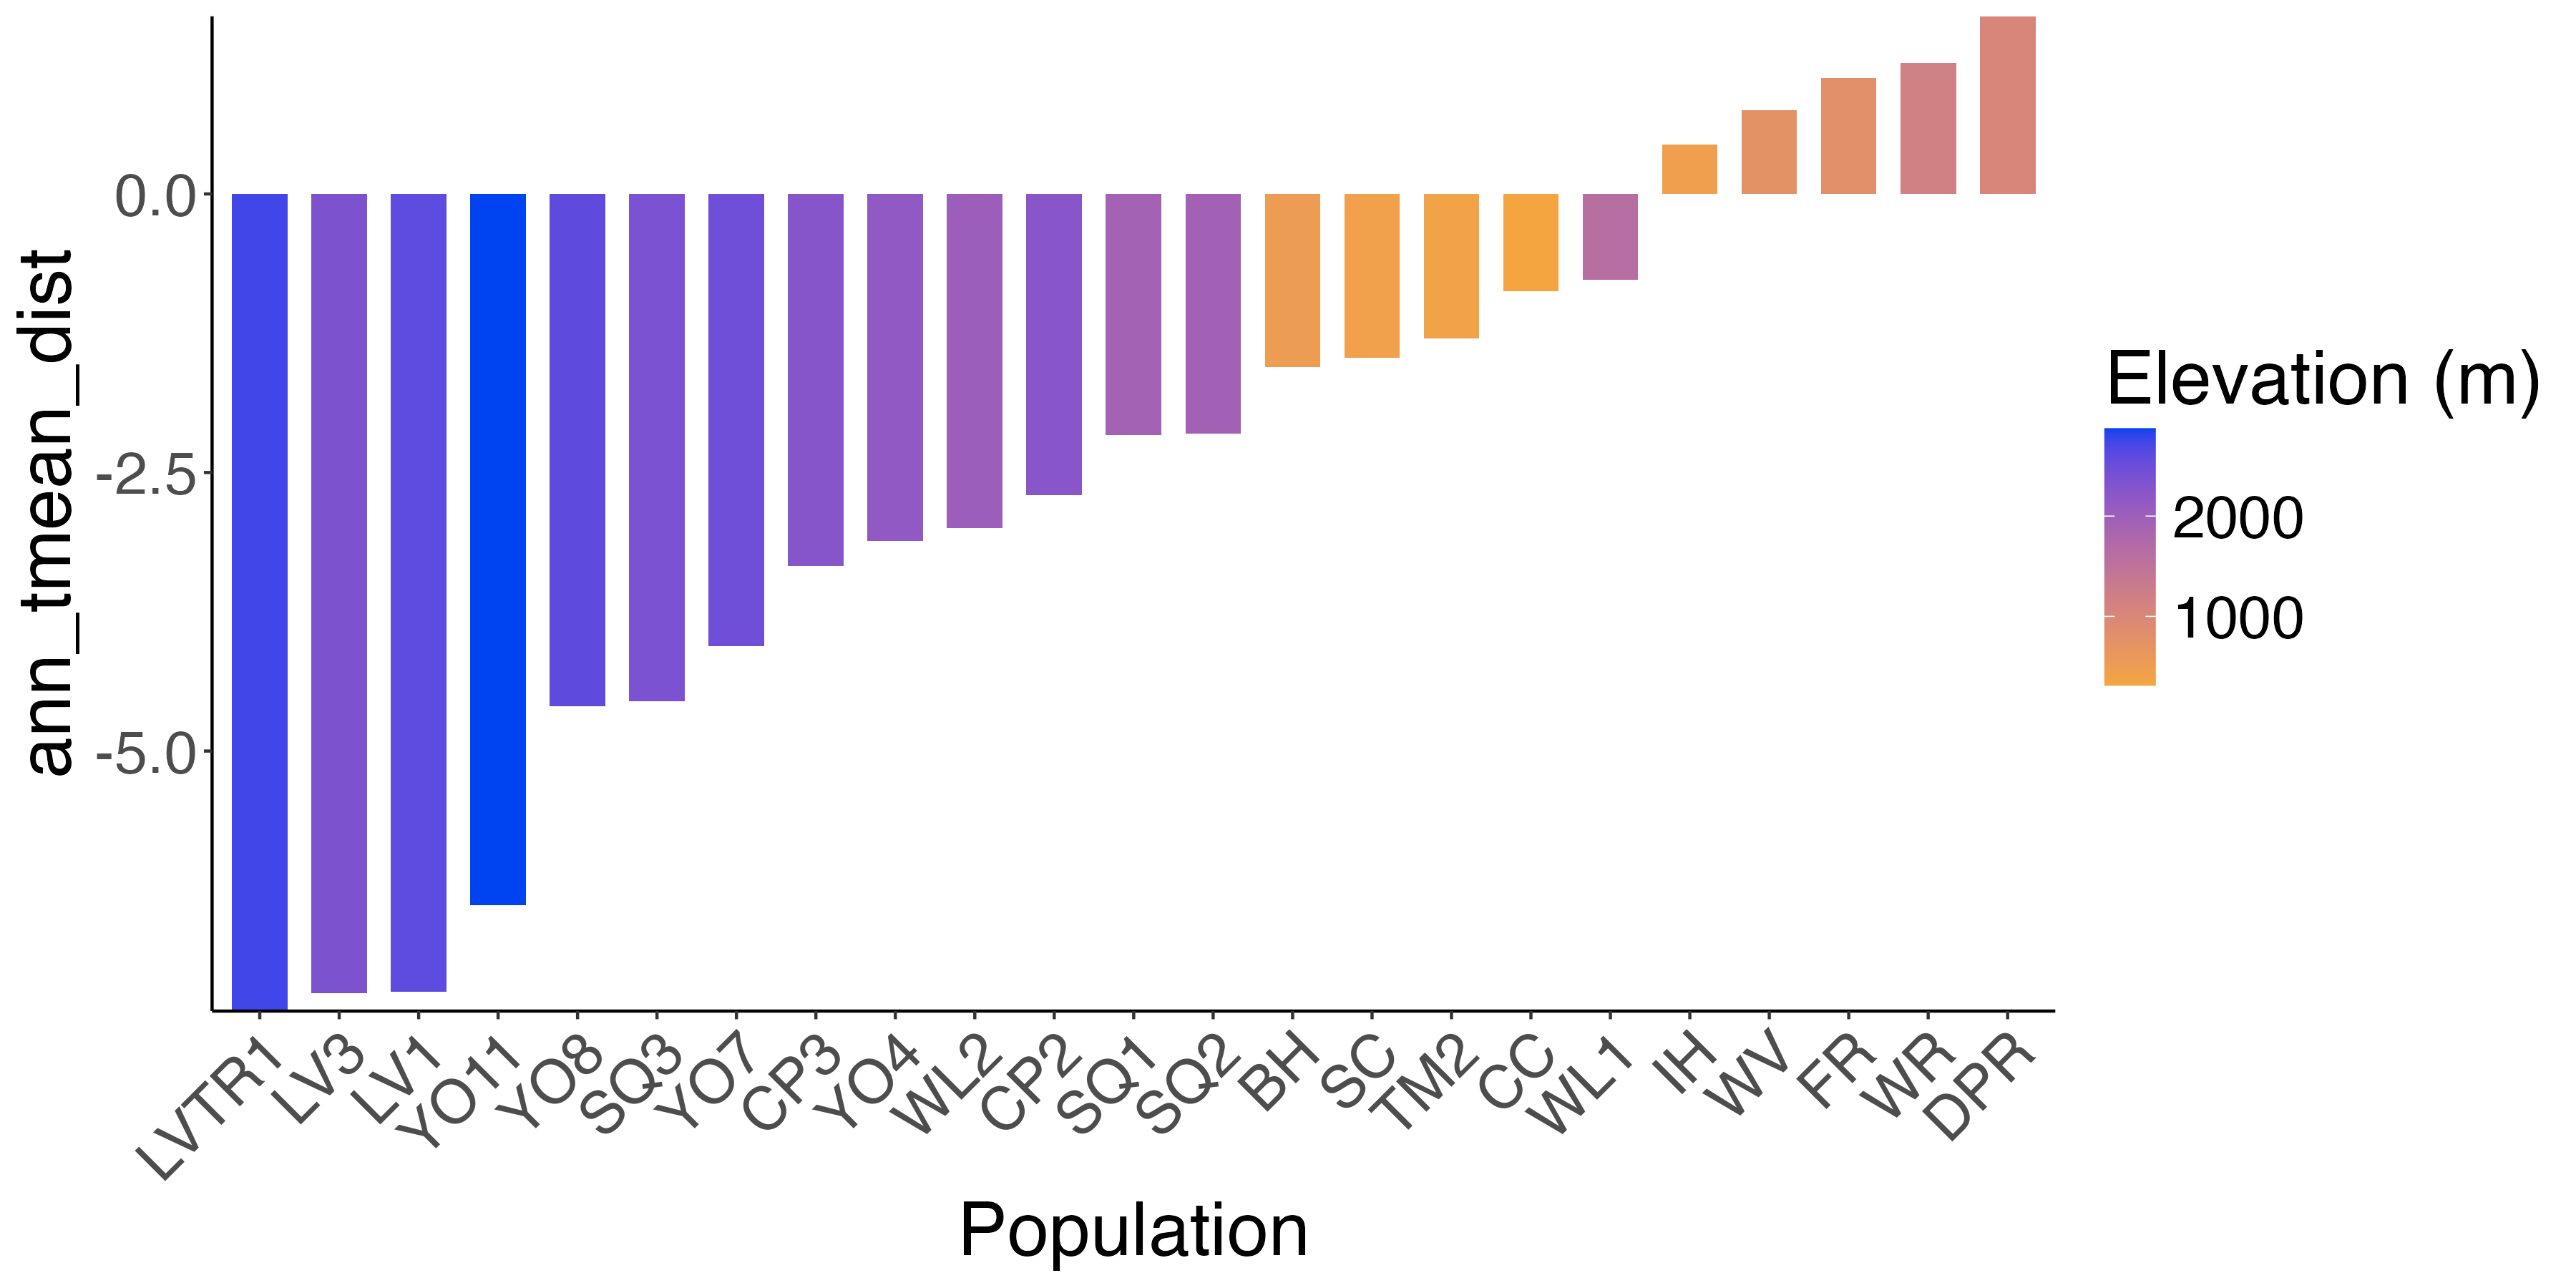 ann_tmean_dist
0.0
-2.5
-5.0
LVTR1
LV3
LV1
YO11
YO8
SQ3
YO7
CP3
YO4
WL2
CP2
SQ1
SQ2
BH
SC
TM2
CC
WL1
IH
WV
FR
WR
DPR
Population
Elevation (m)
2000
1000